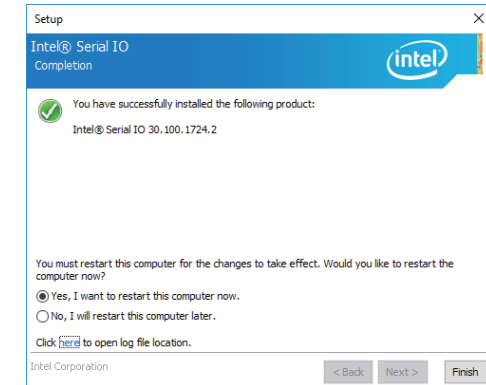 Setup
Intel® Serial IO
Completion
intel
You have successfully installed the following product:
Intel® Serial IO 30.100.1724.2
You must restart this computer for the changes to take effect. Would you like to restart the
computer now?
Yes, I want to restart this computer now.
No, I will restart this computer later.
Click here to open log file location.
Intel Corporation
< Back Next > Finish